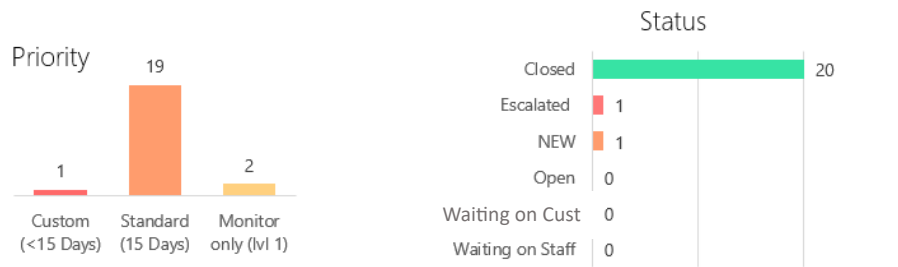 Priority
19
1
2
Custom
(<15 Days)
Standard
(15 Days)
Monitor
only (lvl 1)
Status
Closed 20
Escalated 1
NEW 1
Open 0
Waiting on Cust 0
Waiting on Staff 0